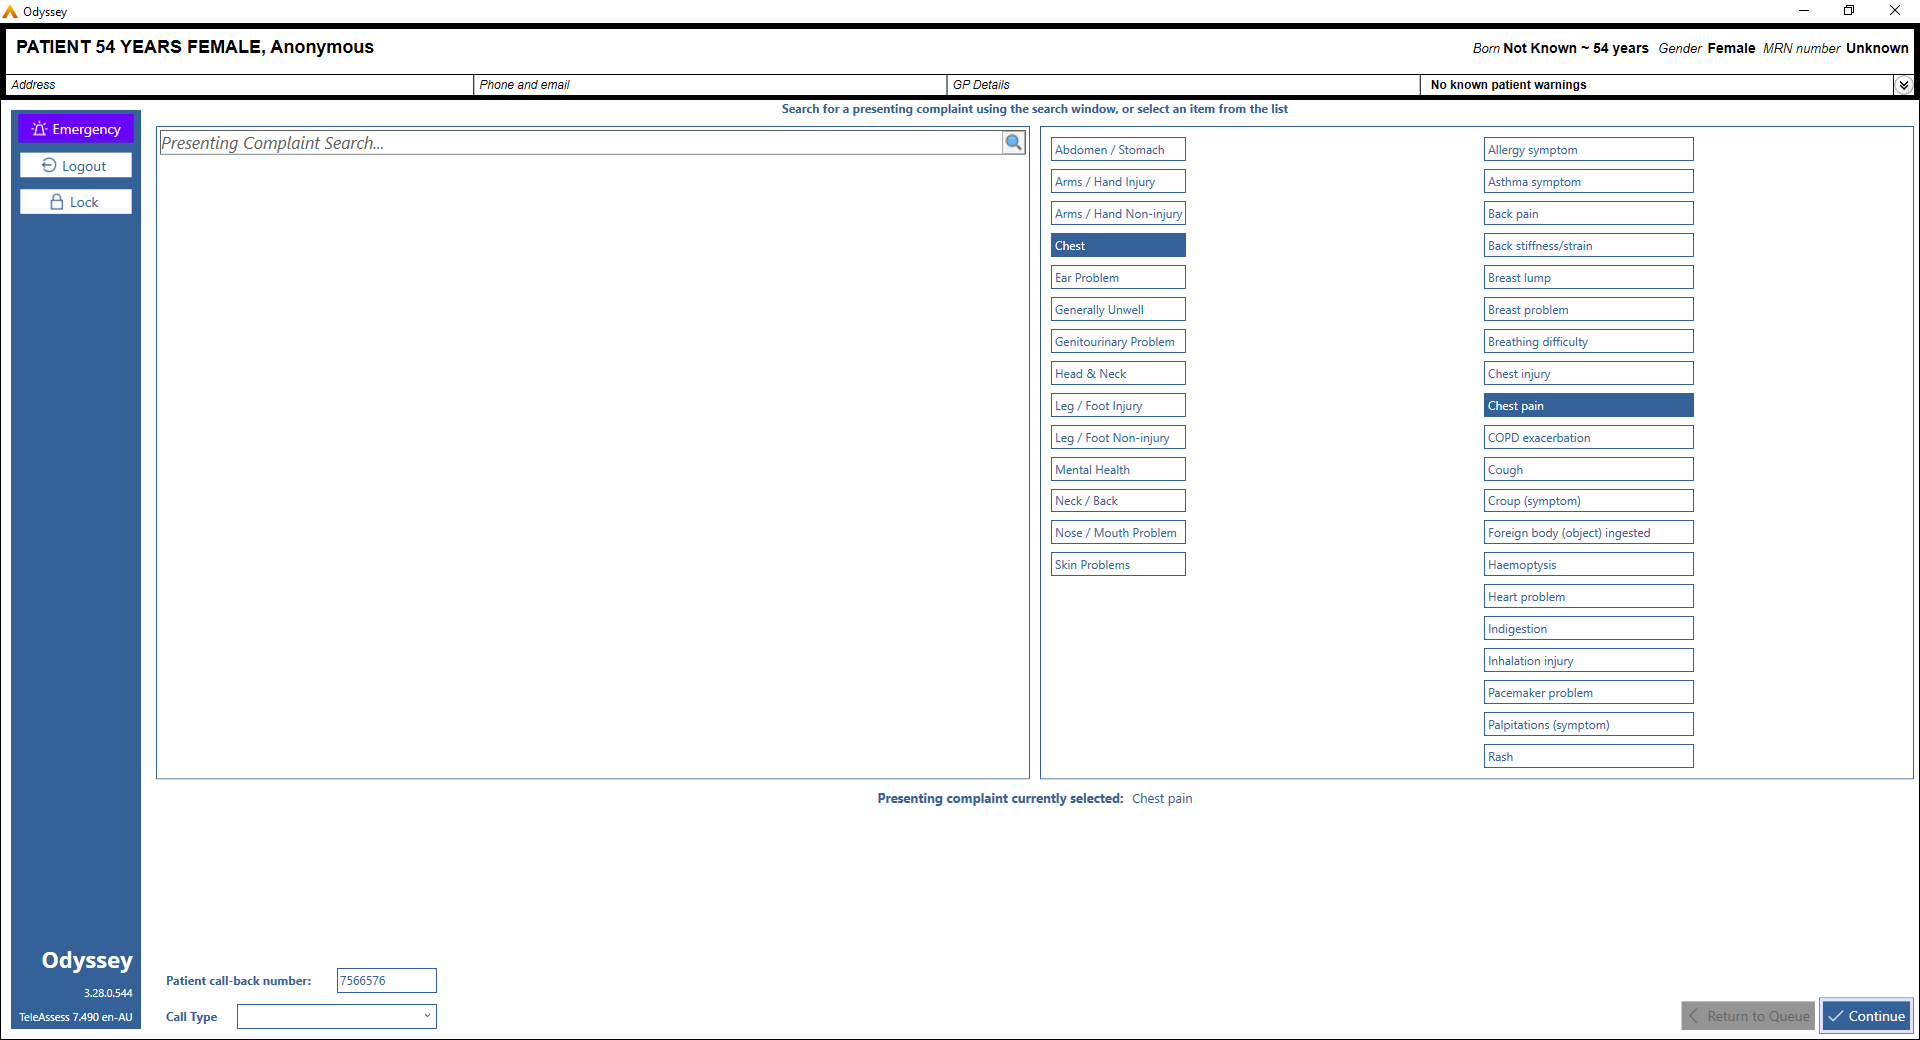 Odyssey
PATIENT 54 YEARS FEMALE, Anonymous
Born Not Known ~ 54 years Gender Female MRN number Unknown
Address
Phone and email
GP Details
No known patient warnings
Search for a presenting complaint using the search window, or select an item from the list
Emergency
Logout
Lock
Presenting Complaint Search...
Abdomen / Stomach
Arms / Hand Injury
Arms / Hand Non-injury
Chest
Ear Problem
Generally Unwell
Genitourinary Problem
Head & Neck
Leg / Foot Injury
Leg / Foot Non-injury
Mental Health
Neck / Back
Nose / Mouth Problem
Skin Problems
Allergy symptom
Asthma symptom
Back pain
Back stiffness/strain
Breast lump
Breast problem
Breathing difficulty
Chest injury
Chest pain
COPD exacerbation
Cough
Croup (symptom)
Foreign body (object) ingested
Haemoptysis
Heart problem
Indigestion
Inhalation injury
Pacemaker problem
Palpitations (symptom)
Rash
Presenting complaint currently selected: Chest pain
Odyssey
3.28.0.544
TeleAssess 7.490 en-AU
Patient call-back number: 7566576
Call Type
Return to Queue
Continue